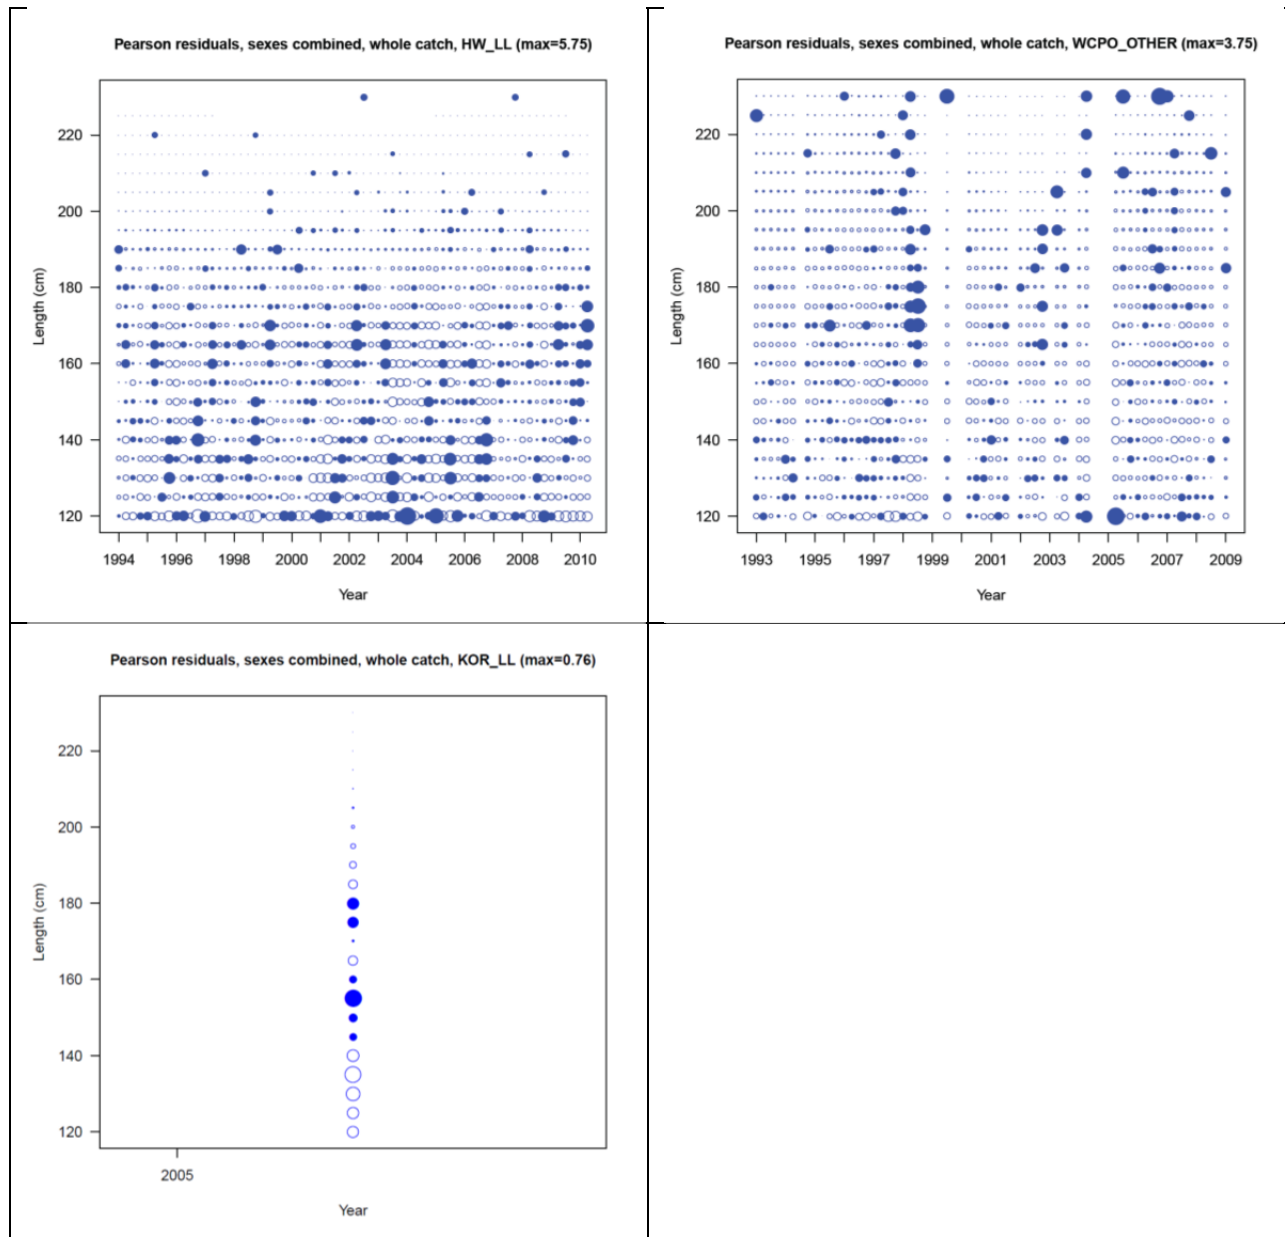 Pearson residuals, sexes combined, whole catch, HW_LL (max=5.75)
220
200
180
160
140
120
Length (cm)
1994 1996 1998 2000 2002 2004 2006 2008 2010
Year
Pearson residuals, sexes combined, whole catch, WCPO_OTHER (max=3.75)
220
200
180
160
140
120
Length (cm)
1993 1995 1997 1999 2001 2003 2005 2007 2009
Year
Pearson residuals, sexes combined, whole catch, KOR_LL (max=0.76)
220
200
180
160
140
120
Length (cm)
2005
Year